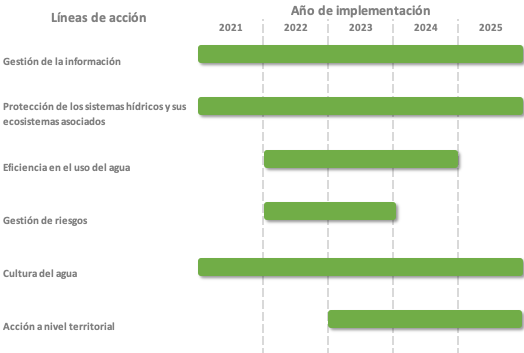 Líneas de acción
Año de implementación
2021 2022 2023 2024 2025
Gestión de la información
Protección de los sistemas hídricos y sus
ecosistemas asociados
Eficiencia en el uso del agua
Gestión de riesgos
Cultura del agua
Acción a nivel territorial